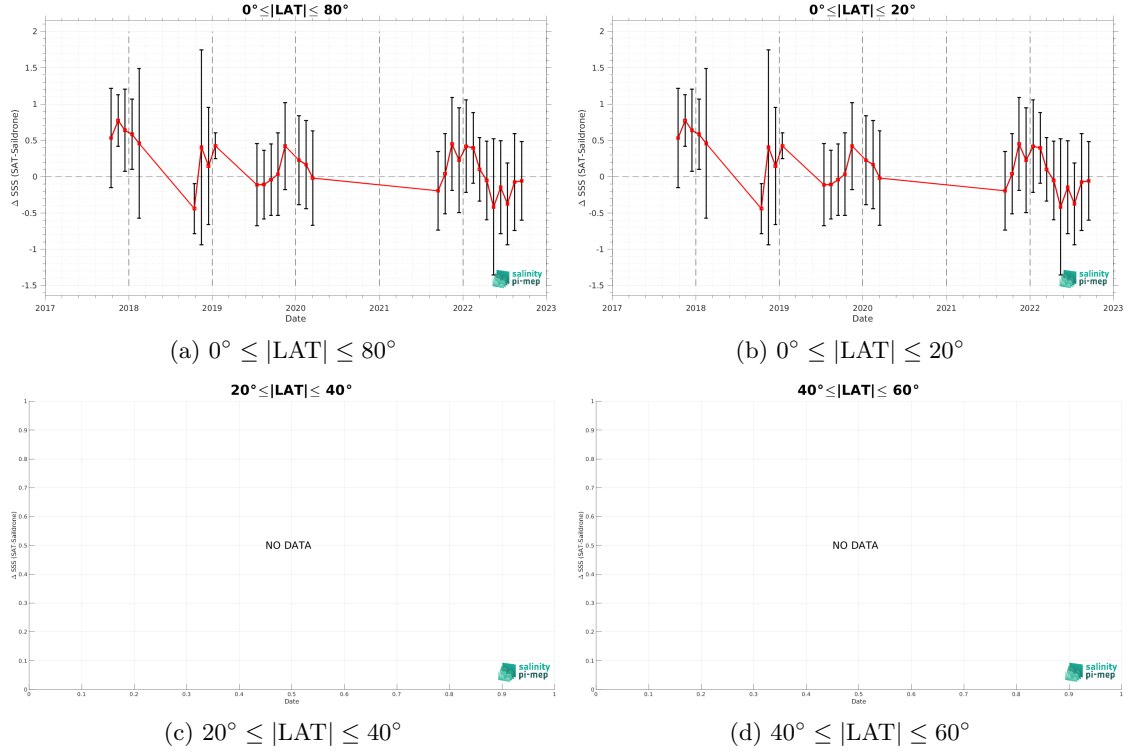 0°≤|LAT|≤ 80°
Δ SSS (SAT-Saildrone)
2
1.5
1
0.5
0
-0.5
-1
-1.5
2017 2018 2019 2020 2021 2022 2023
Date
salinity
pi-mep
(a) 0° ≤ |LAT| ≤ 80°
0°≤|LAT|≤ 20°
Δ SSS (SAT-Saildrone)
2
1.5
1
0.5
0
-0.5
-1
-1.5
2017 2018 2019 2020 2021 2022 2023
Date
salinity
pi-mep
(b) 0° ≤ |LAT| ≤ 20°
20°≤|LAT|≤ 40°
Δ SSS (SAT-Saildrone)
1
0.9
0.8
0.7
0.6
0.5
0.4
0.3
0.2
0.1
0
NO DATA
0 0.1 0.2 0.3 0.4 0.5 0.6 0.7 0.8 0.9 1
Date
salinity
pi-mep
(c) 20° ≤ |LAT| ≤ 40°
40°≤|LAT|≤ 60°
Δ SSS (SAT-Saildrone)
1
0.9
0.8
0.7
0.6
0.5
0.4
0.3
0.2
0.1
0
NO DATA
0 0.1 0.2 0.3 0.4 0.5 0.6 0.7 0.8 0.9 1
Date
salinity
pi-mep
(d) 40° ≤ |LAT| ≤ 60°